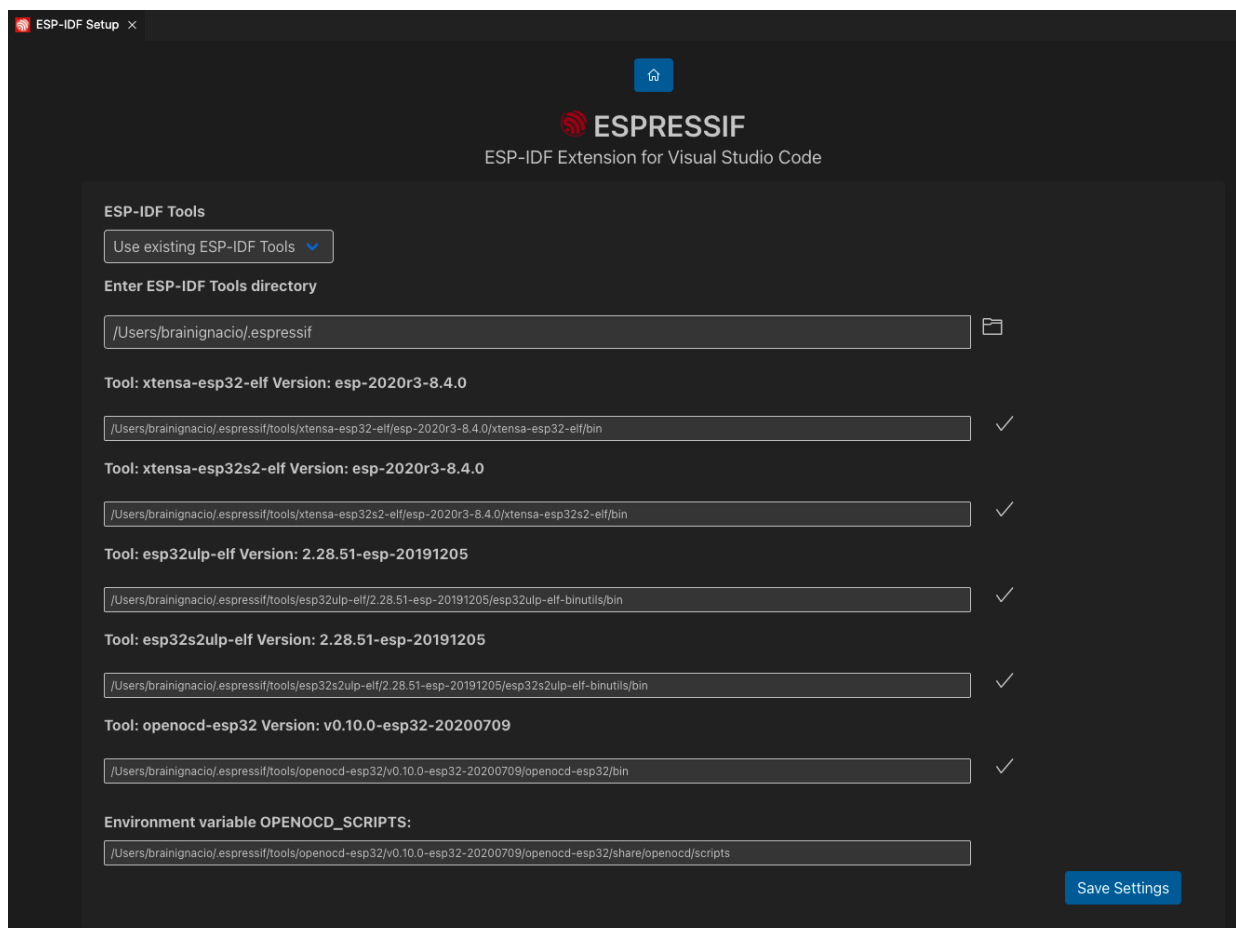 ESP-IDF Setup
ESPRESSIF
ESP-IDF Extension for Visual Studio Code
ESP-IDF Tools
Use existing ESP-IDF Tools
Enter ESP-IDF Tools directory
/Users/brainignacio/.espressif
Tool: xtensa-esp32-elf Version: esp-2020r3-8.4.0
/Users/brainignacio/.espressif/tools/xtensa-esp32-elf/esp-2020r3-8.4.0/xtensa-esp32-elf/bin
Tool: xtensa-esp32s2-elf Version: esp-2020r3-8.4.0
/Users/brainignacio/.espressif/tools/xtensa-esp32s2-elf/esp-2020r3-8.4.0/xtensa-esp32s2-elf/bin
Tool: esp32ulp-elf Version: 2.28.51-esp-20191205
/Users/brainignacio/.espressif/tools/esp32ulp-elf/2.28.51-esp-20191205/esp32ulp-elf-binutils/bin
Tool: esp32s2ulp-elf Version: 2.28.51-esp-20191205
/Users/brainignacio/.espressif/tools/esp32s2ulp-elf/2.28.51-esp-20191205/esp32s2ulp-elf-binutils/bin
Tool: openocd-esp32 Version: v0.10.0-esp32-20200709
/Users/brainignacio/.espressif/tools/openocd-esp32/v0.10.0-esp32-20200709/openocd-esp32/bin
Environment variable OPENOCD_SCRIPTS:
/Users/brainignacio/.espressif/tools/openocd-esp32/v0.10.0-esp32-20200709/openocd-esp32/share/openocd/scripts
Save Settings